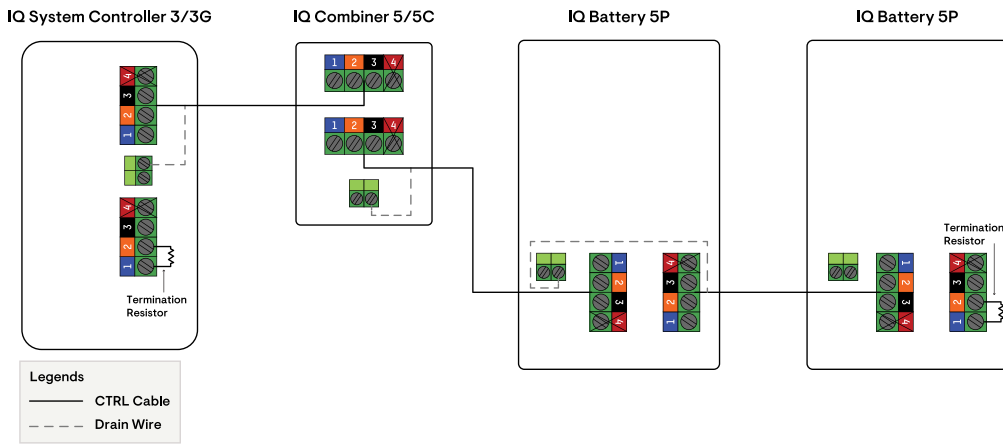 IQ System Controller 3/3G
IQ Combiner 5/5C
IQ Battery 5P
IQ Battery 5P
4
3
2
1
4
3
2
1
Termination
Resistor
1 2 3 4
1 2 3 4
1
2
3
4
4
3
2
1
1
2
3
4
4
3
2
1
Termination
Resistor
Legends
CTRL Cable
Drain Wire